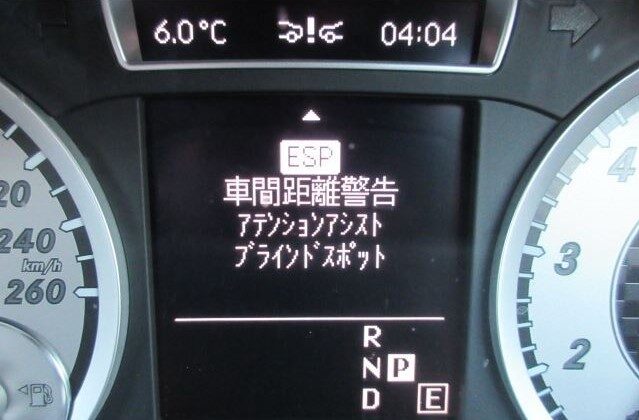 6.0°C 04:04
ESP
車間距離警告
ｱﾃﾝｼｮﾝｱｼｽﾄ
ﾌﾞﾗｲﾝﾄﾞｽﾎﾟｯﾄ
20
240
km/h
260
4
3
2
R
N P
D E